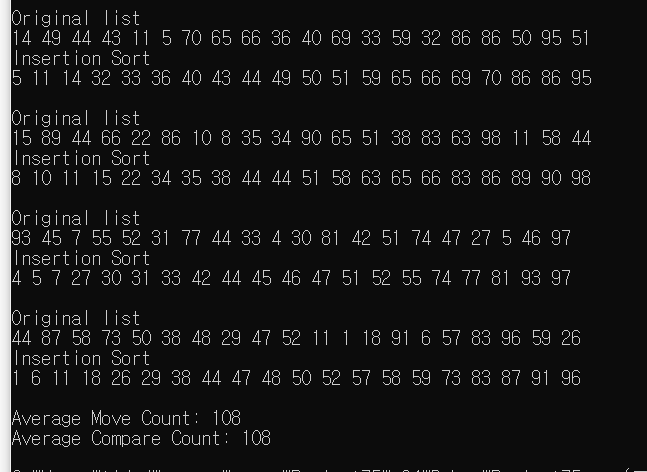 Original list
14 49 44 43 11 5 70 65 66 36 40 69 33 59 32 86 86 50 95 51
Insertion Sort
5 11 14 32 33 36 40 43 44 49 50 51 59 65 66 69 70 86 86 95
Original list
15 89 44 66 22 86 10 8 35 34 90 65 51 38 83 63 98 11 58 44
Insertion Sort
8 10 11 15 22 34 35 38 44 44 51 58 63 65 66 83 86 89 90 98
Original list
93 45 7 55 52 31 77 44 33 4 30 81 42 51 74 47 27 5 46 97
Insertion Sort
4 5 7 27 30 31 33 42 44 45 46 47 51 52 55 74 77 81 93 97
Original list
44 87 58 73 50 38 48 29 47 52 11 1 18 91 6 57 83 96 59 26
Insertion Sort
1 6 11 18 26 29 38 44 47 48 50 52 57 58 59 73 83 87 91 96
Average Move Count: 108
Average Compare Count: 108